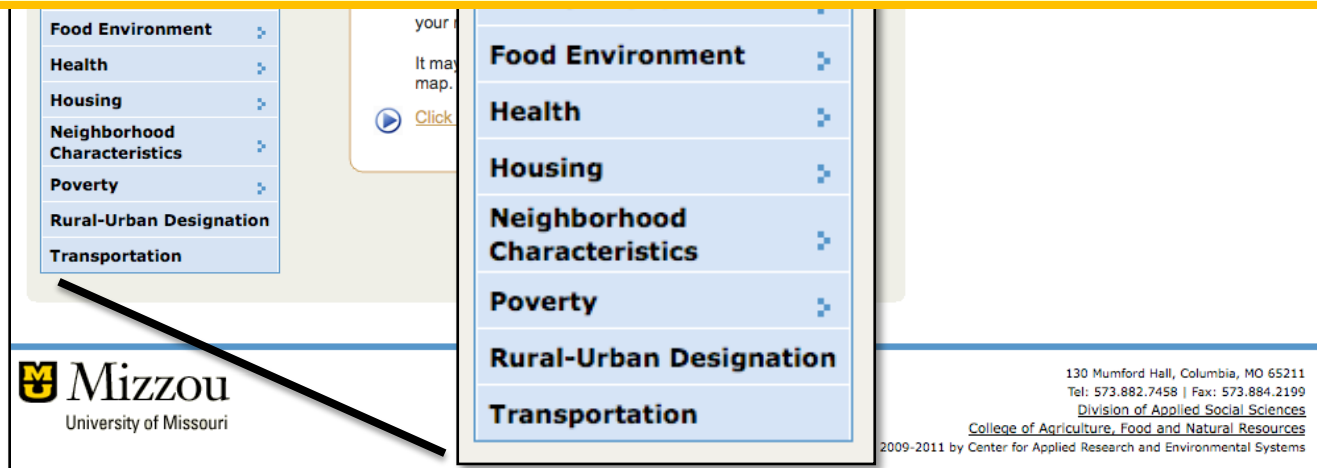 Food Environment
Health
Housing
Neighborhood
Characteristics
Poverty
Rural-Urban Designation
Transportation
your
It may
map.
Click
Food Environment
Health
Housing
Neighborhood
Characteristics
Poverty
Rural-Urban Designation
Transportation
Mizzou
University of Missouri
130 Mumford Hall, Columbia, MO 65211
Tel: 573.882.7458 | Fax: 573.884.2199
Division of Applied Social Sciences
College of Agriculture, Food and Natural Resources
2009-2011 by Center for Applied Research and Environmental Systems